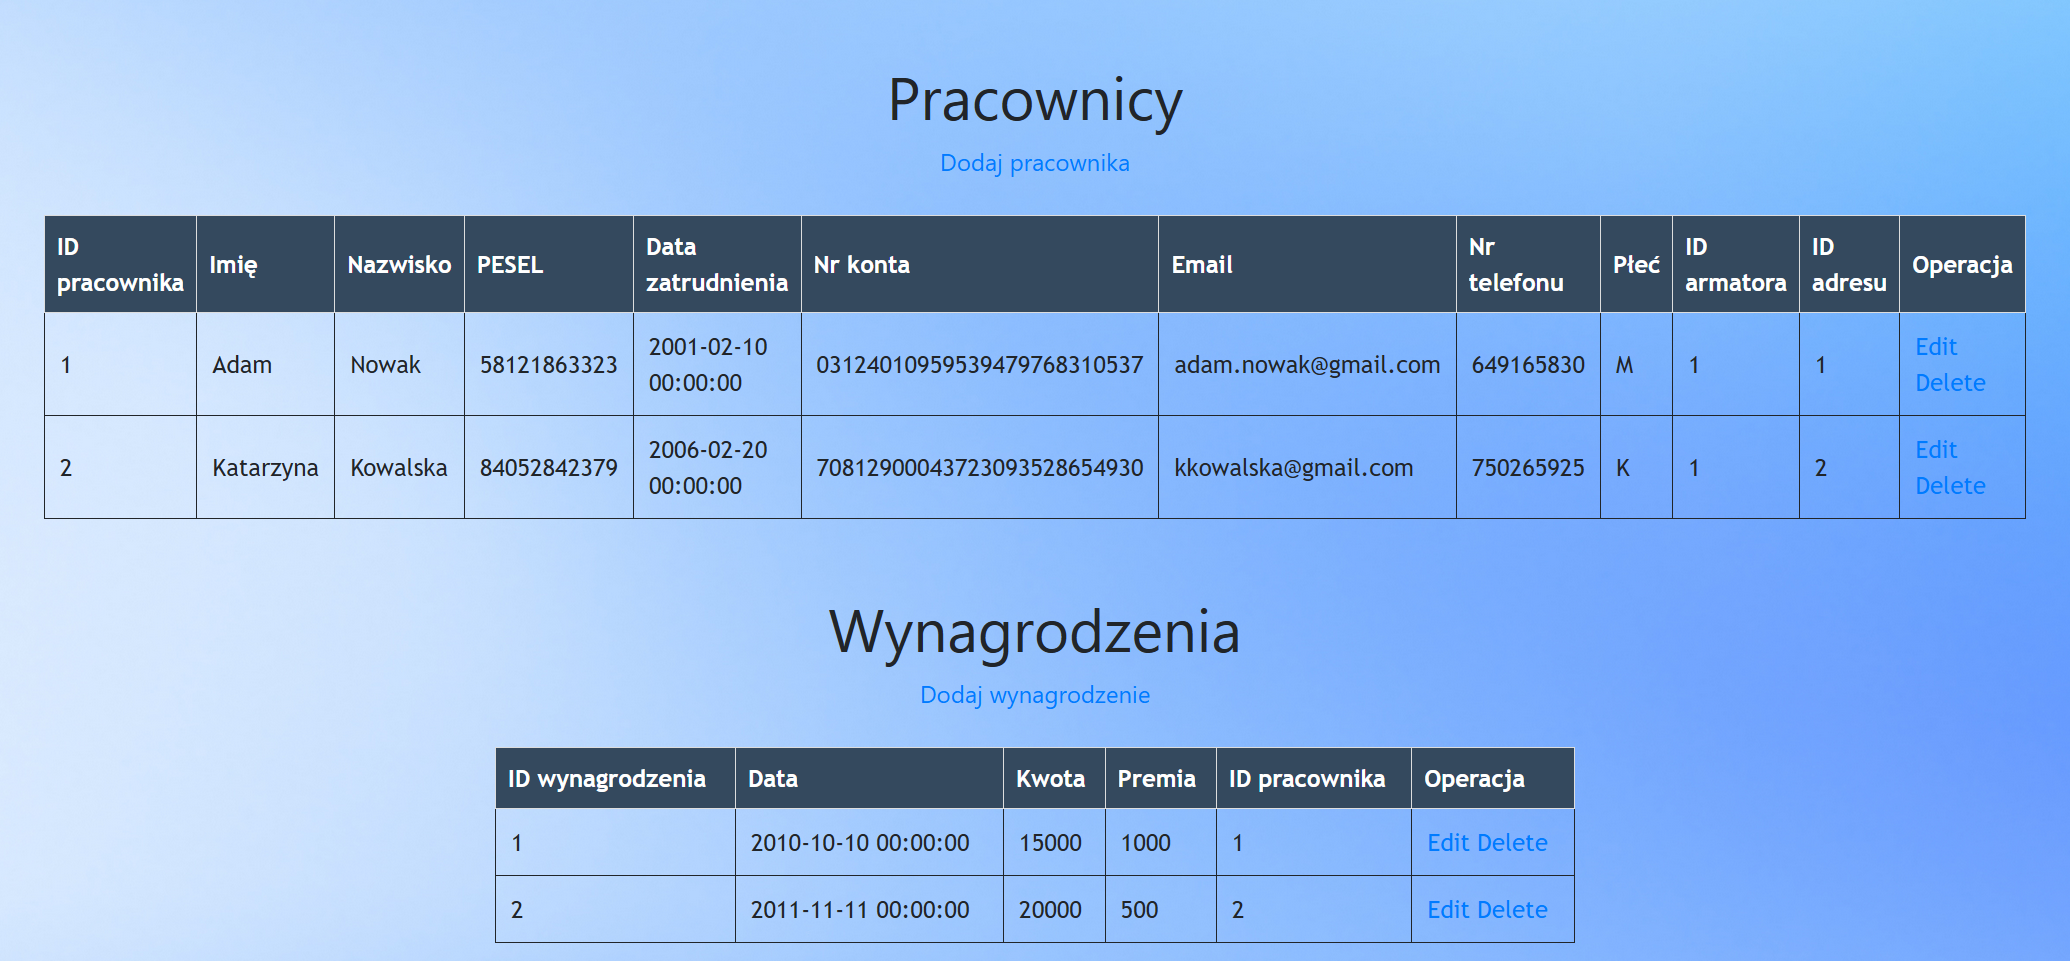 Pracownicy
Dodaj pracownika
ID pracownika Imię Nazwisko PESEL Data zatrudnienia Nr konta Email Nr telefonu Płeć ID armatora ID adresu Operacja
1 Adam Nowak 58121863323 2001-02-10 00:00:00 03124010959539479768310537 adam.nowak@gmail.com 649165830 M 1 1 Edit Delete
2 Katarzyna Kowalska 84052842379 2006-02-20 00:00:00 70812900043723093528654930 kkowalska@gmail.com 750265925 K 1 2 Edit Delete
Wynagrodzenia
Dodaj wynagrodzenie
ID wynagrodzenia Data Kwota Premia ID pracownika Operacja
1 2010-10-10 00:00:00 15000 1000 1 Edit Delete
2 2011-11-11 00:00:00 20000 500 2 Edit Delete